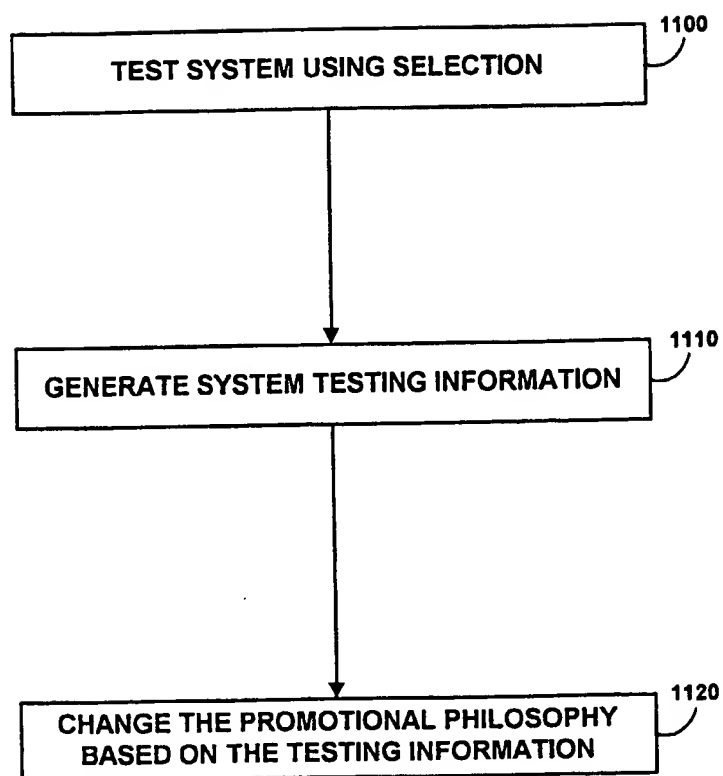 1100
TEST SYSTEM USING SELECTION
1110
GENERATE SYSTEM TESTING INFORMATION
1120
CHANGE THE PROMOTIONAL PHILOSOPHY
BASED ON THE TESTING INFORMATION